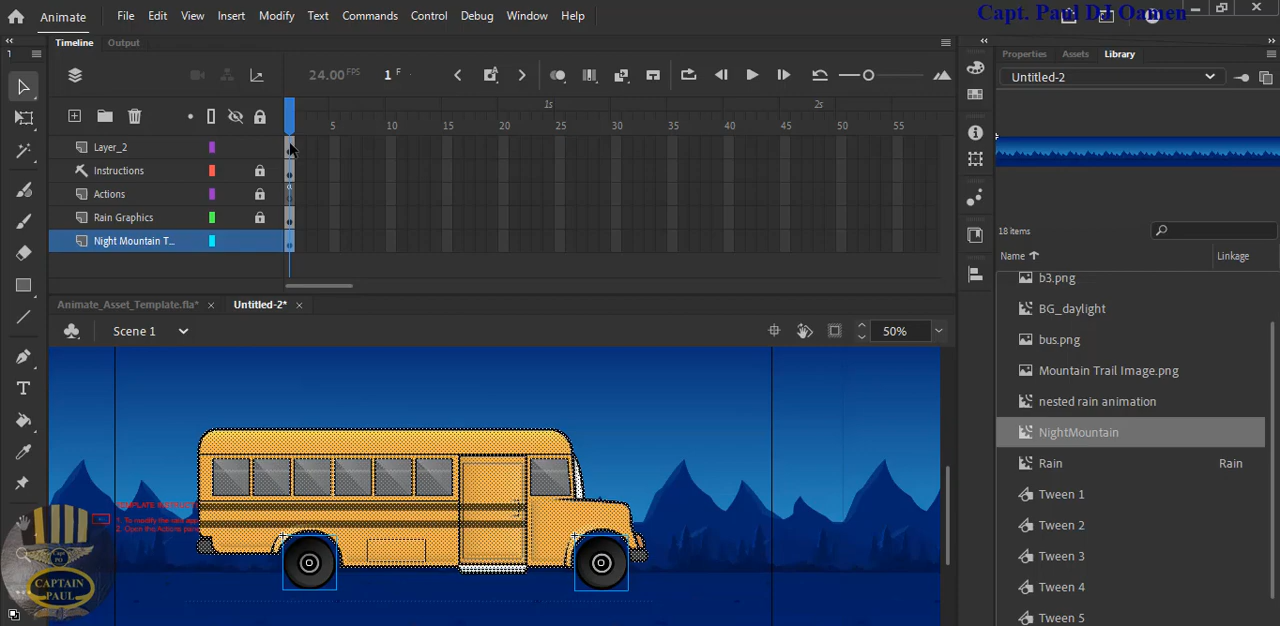 Animate File Edit View Insert Modify Text Commands Control Debug Window Help Capt. Paul DJ Oamen
Timeline Output
1
24.00 FPS 1 F
1s 2s
5 10 15 20 25 30 35 40 45 50 55
Layer_2
Instructions
Actions
Rain Graphics
Night Mountain T...
Animate_Asset_Template.fla* Untitled-2*
Scene 1 50%
Properties Assets Library
Untitled-2
18 items
Name Linkage
b3.png
BG_daylight
bus.png
Mountain Trail Image.png
nested rain animation
NightMountain
Rain Rain
Tween 1
Tween 2
Tween 3
Tween 4
Tween 5
CAPTAIN
PAUL